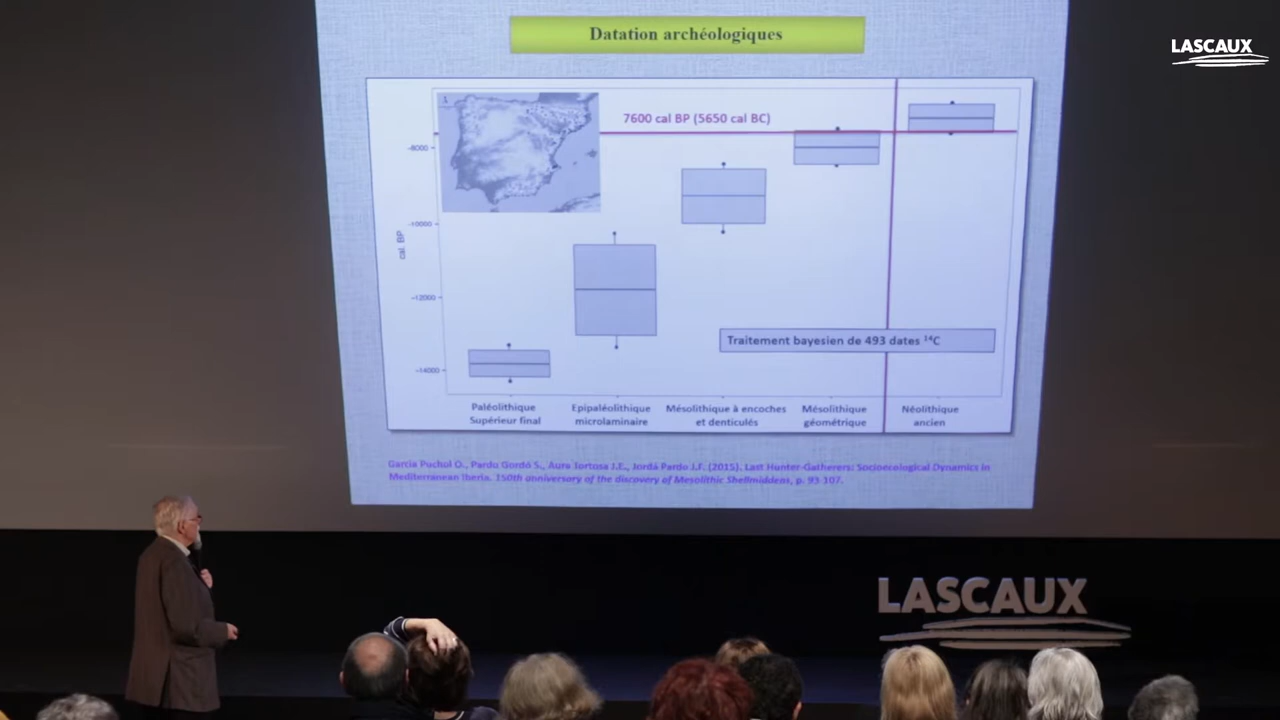 Datation archéologiques
LASCAUX
A
7600 cal BP (5650 cal BC)
-8000
-10000
cal. BP
-12000
Traitement bayesien de 493 dates ¹⁴C
-14000
Paléolithique
Supérieur final
Epipaléolithique
microlaminaire
Mésolithique à encoches
et denticulés
Mésolithique
géométrique
Néolithique
ancien
García Puchol O., Pardo Gordó S., Aura Tortosa J.E., Jordá Pardo J.F. (2015). Last Hunter-Gatherers: Socioecological Dynamics in
Mediterranean Iberia. 150th anniversary of the discovery of Mesolithic Shellmiddens, p. 93-107.
LASCAUX